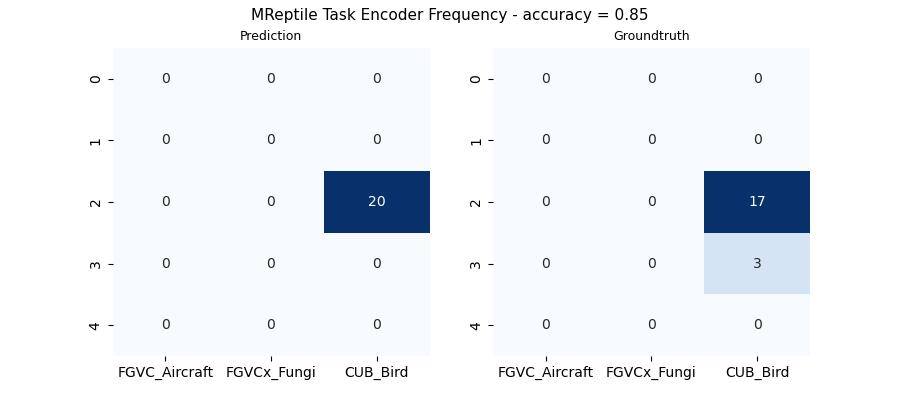 MReptile Task Encoder Frequency - accuracy = 0.85
Prediction
0 0 0 0
1 0 0 0
2 0 0 20
3 0 0 0
4 0 0 0
FGVC_Aircraft FGVCx_Fungi CUB_Bird
Groundtruth
0 0 0 0
1 0 0 0
2 0 0 17
3 0 0 3
4 0 0 0
FGVC_Aircraft FGVCx_Fungi CUB_Bird